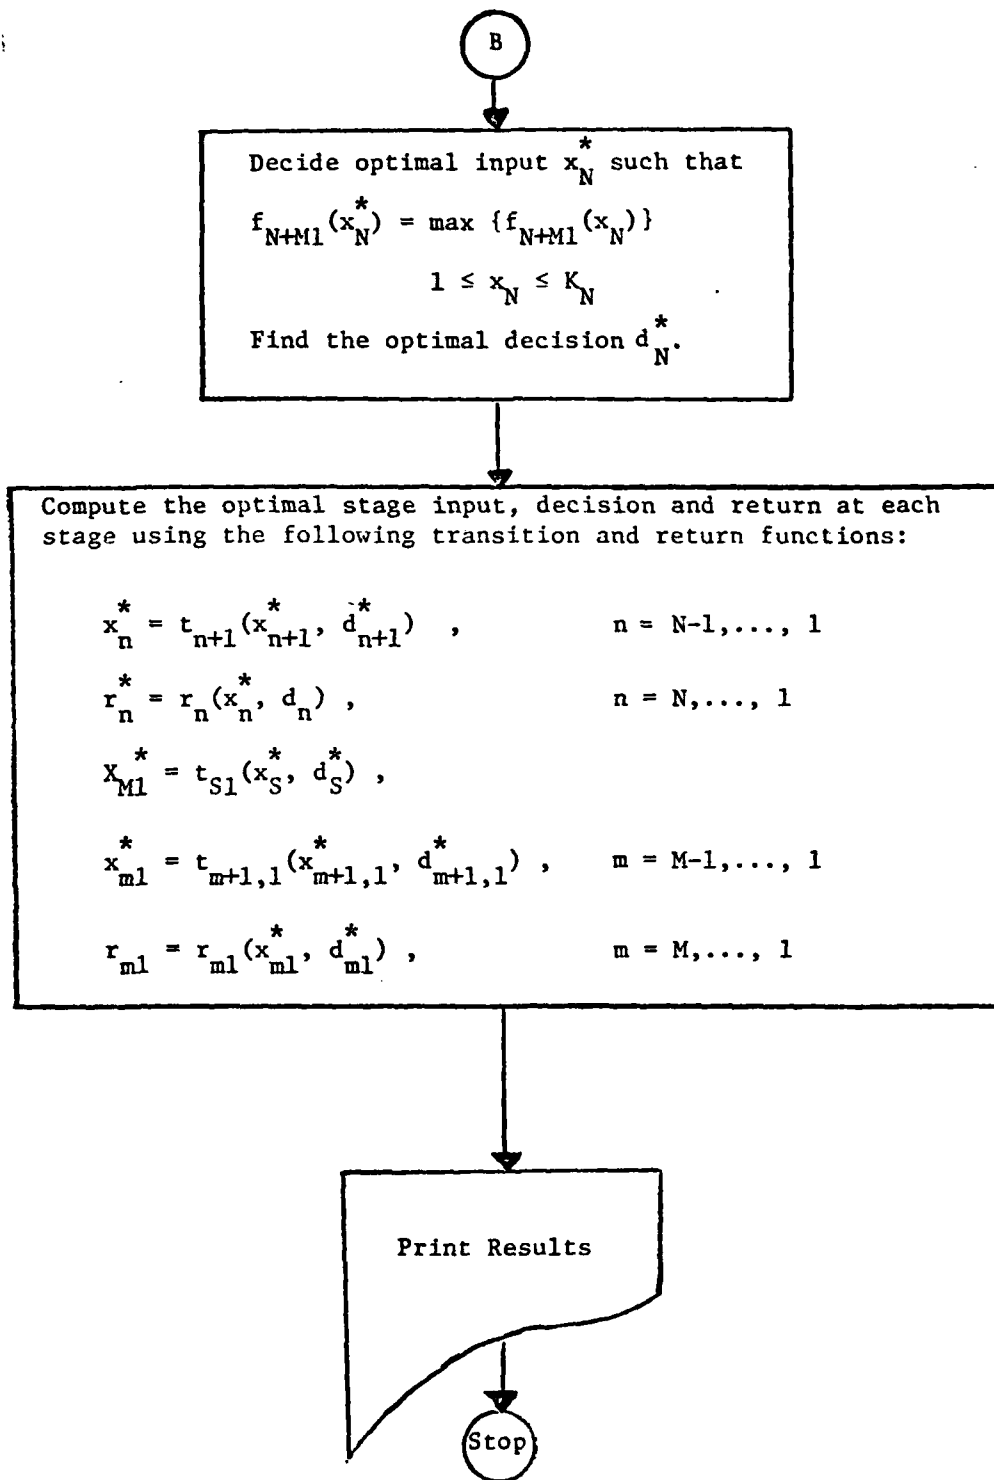 B
Decide optimal input x*_N such that
f_{N+M1}(x*_N) = max {f_{N+M1}(x_N)}
1 ≤ x_N ≤ K_N
Find the optimal decision d*_N.
Compute the optimal stage input, decision and return at each
stage using the following transition and return functions:
x*_n = t_{n+1}(x*_{n+1}, d*_{n+1}) , n = N-1,..., 1
r*_n = r_n(x*_n, d_n) , n = N,..., 1
X_{M1}* = t_{S1}(x*_S, d*_S) ,
x*_{m1} = t_{m+1,1}(x*_{m+1,1}, d*_{m+1,1}) , m = M-1,..., 1
r_{m1} = r_{m1}(x*_{m1}, d*_{m1}) , m = M,..., 1
Print Results
Stop